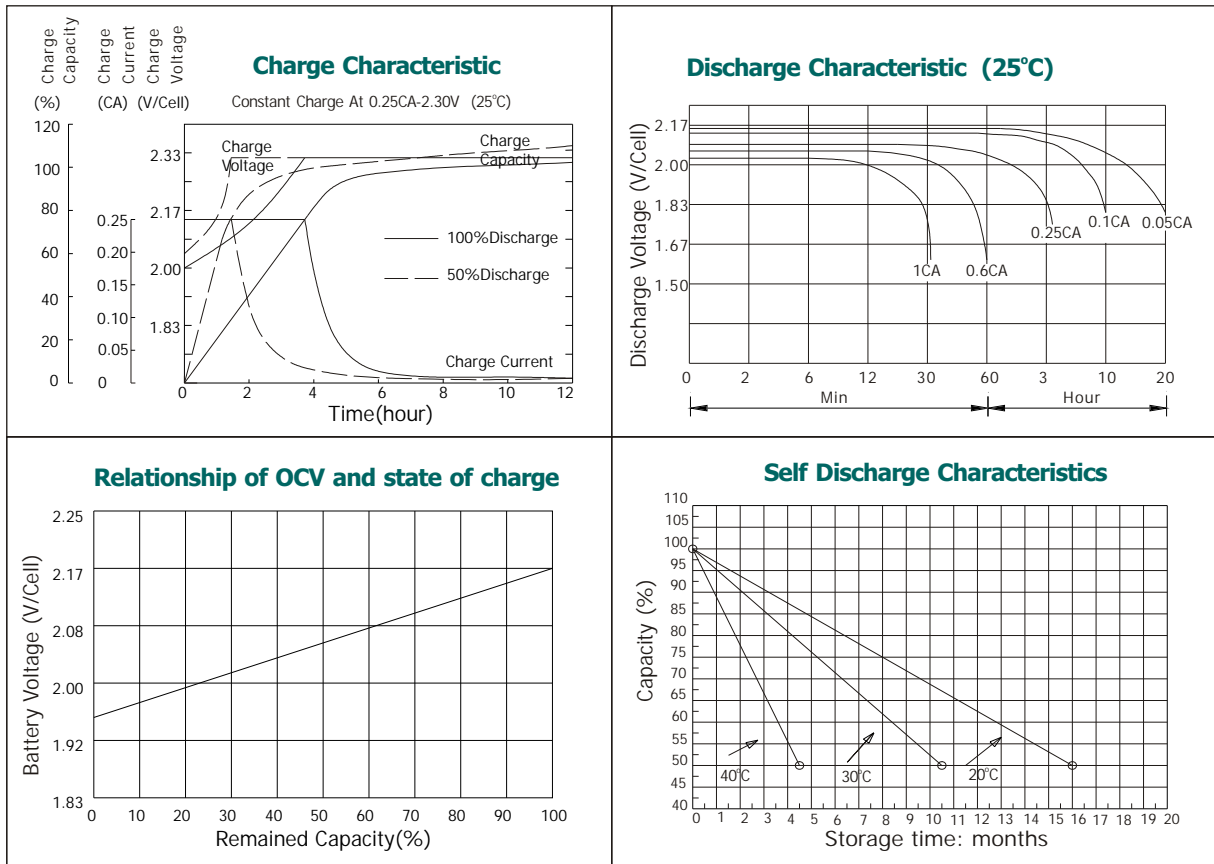 Charge Capacity
Charge Current
Charge Voltage
(%) (CA) (V/Cell)
Charge Characteristic
Constant Charge At 0.25CA-2.30V (25°C)
120
100
80
60
40
20
0
0.25
0.20
0.15
0.10
0.05
0
2.33
2.17
2.00
1.83
Charge Voltage
Charge Capacity
100%Discharge
50%Discharge
Charge Current
0 2 4 6 8 10 12
Time(hour)
Discharge Characteristic (25°C)
Discharge Voltage (V/Cell)
2.17
2.00
1.83
1.67
1.50
1CA
0.6CA
0.25CA
0.1CA
0.05CA
0 2 6 12 30 60 3 10 20
Min
Hour
Relationship of OCV and state of charge
Battery Voltage (V/Cell)
2.25
2.17
2.08
2.00
1.92
1.83
0 10 20 30 40 50 60 70 80 90 100
Remained Capacity(%)
Self Discharge Characteristics
Capacity (%)
110
105
100
95
90
85
80
75
70
65
60
55
50
45
40
40°C
30°C
20°C
0 1 2 3 4 5 6 7 8 9 10 11 12 13 14 15 16 17 18 19 20
Storage time: months